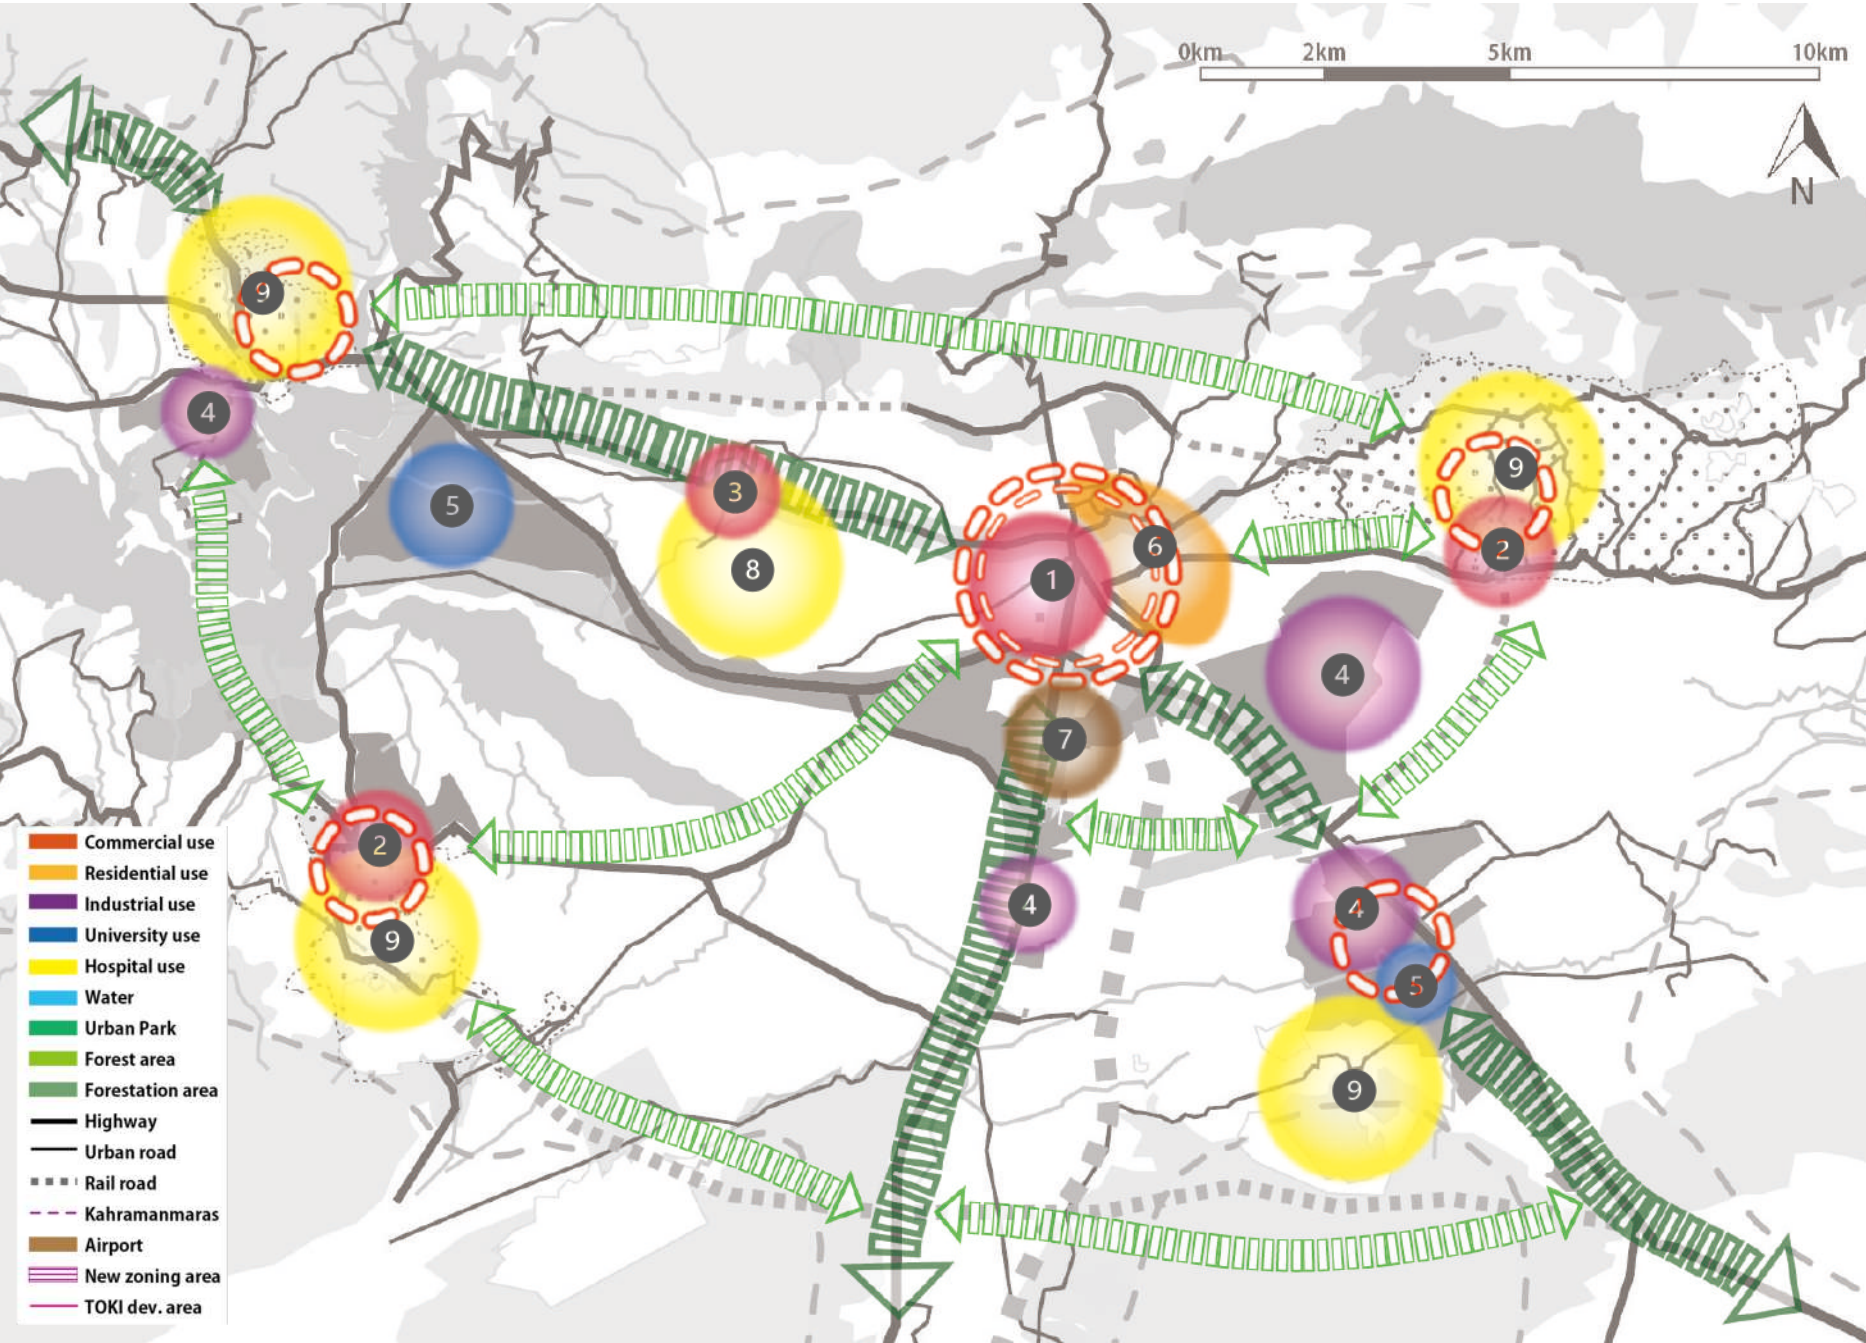 0km 2km 5km 10km
N
9
4
5
3
8
1
6
9
2
4
7
2
9
4
4
5
9
Commercial use
Residential use
Industrial use
University use
Hospital use
Water
Urban Park
Forest area
Forestation area
Highway
Urban road
Rail road
Kahramanmaras
Airport
New zoning area
TOKI dev. area